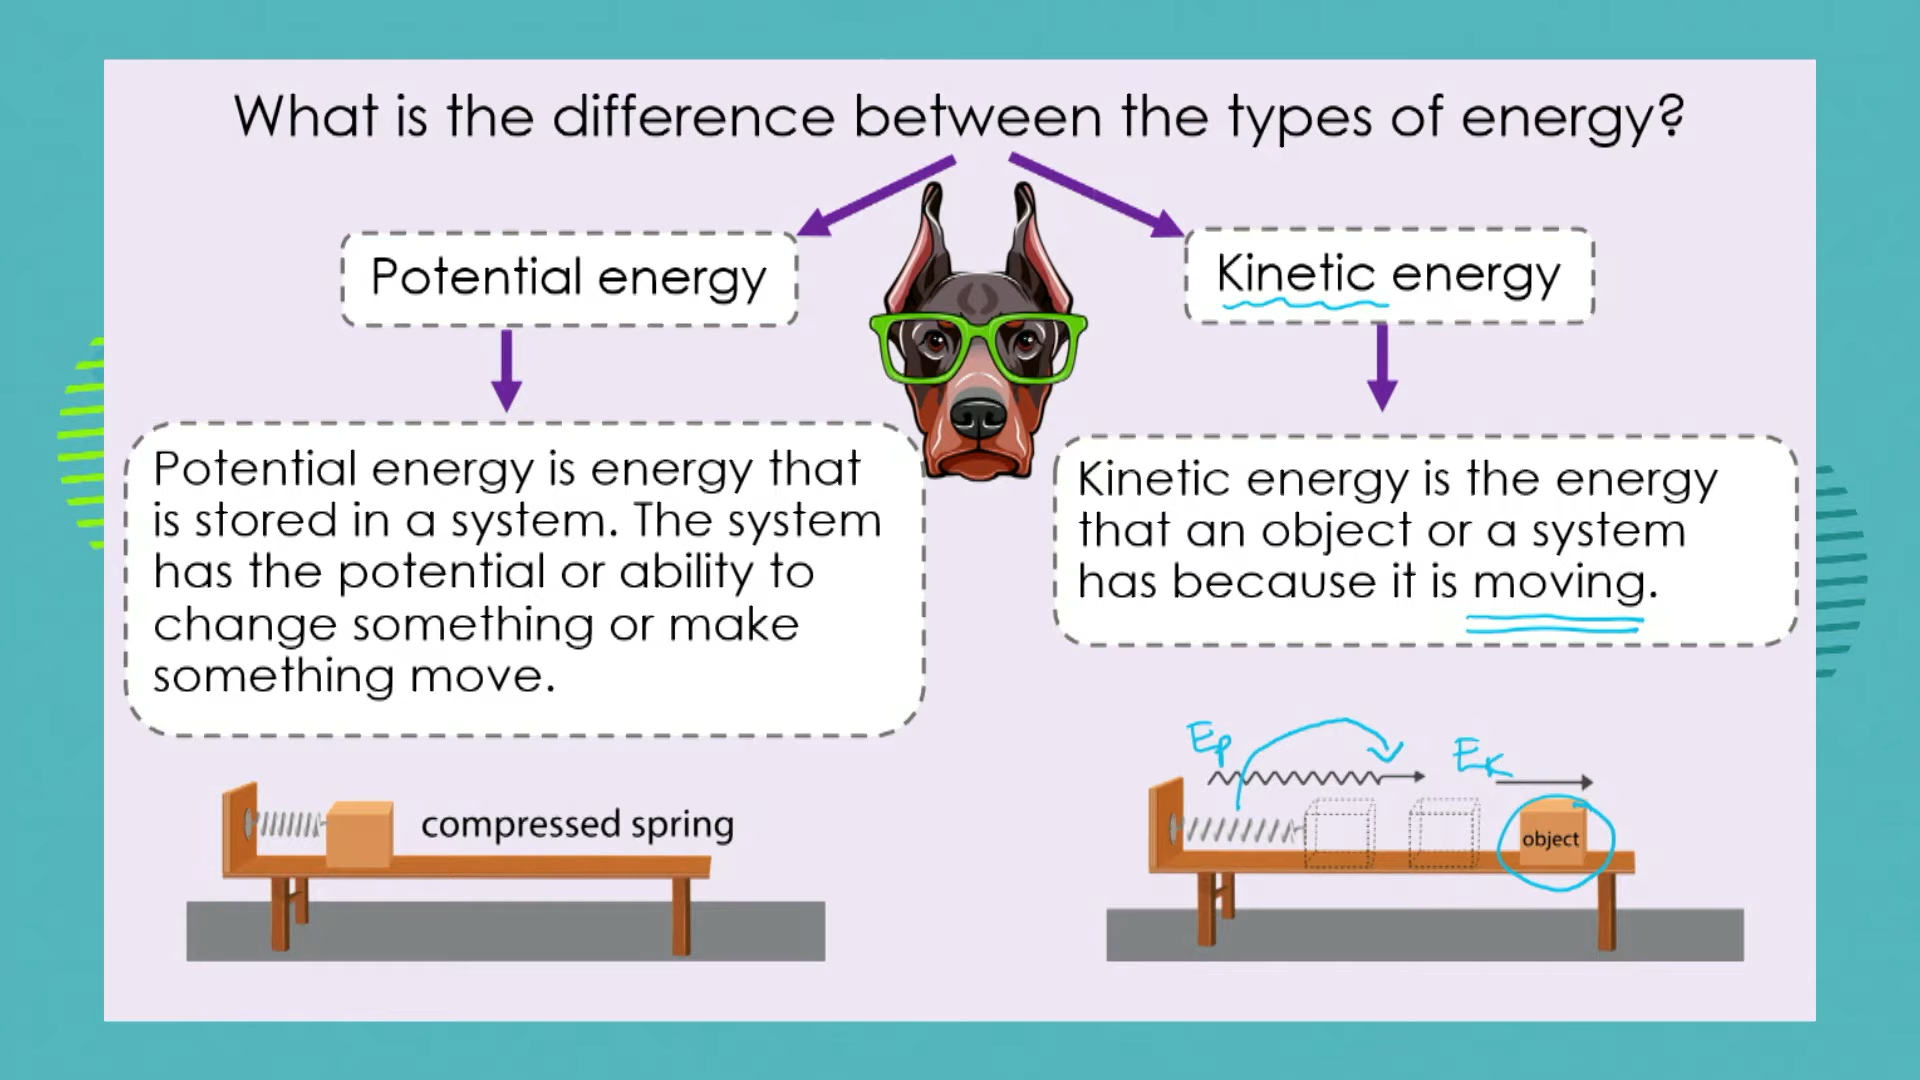 What is the difference between the types of energy?
Potential energy
Kinetic energy
Potential energy is energy that
is stored in a system. The system
has the potential or ability to
change something or make
something move.
Kinetic energy is the energy
that an object or a system
has because it is moving.
compressed spring
Ep
EK
object